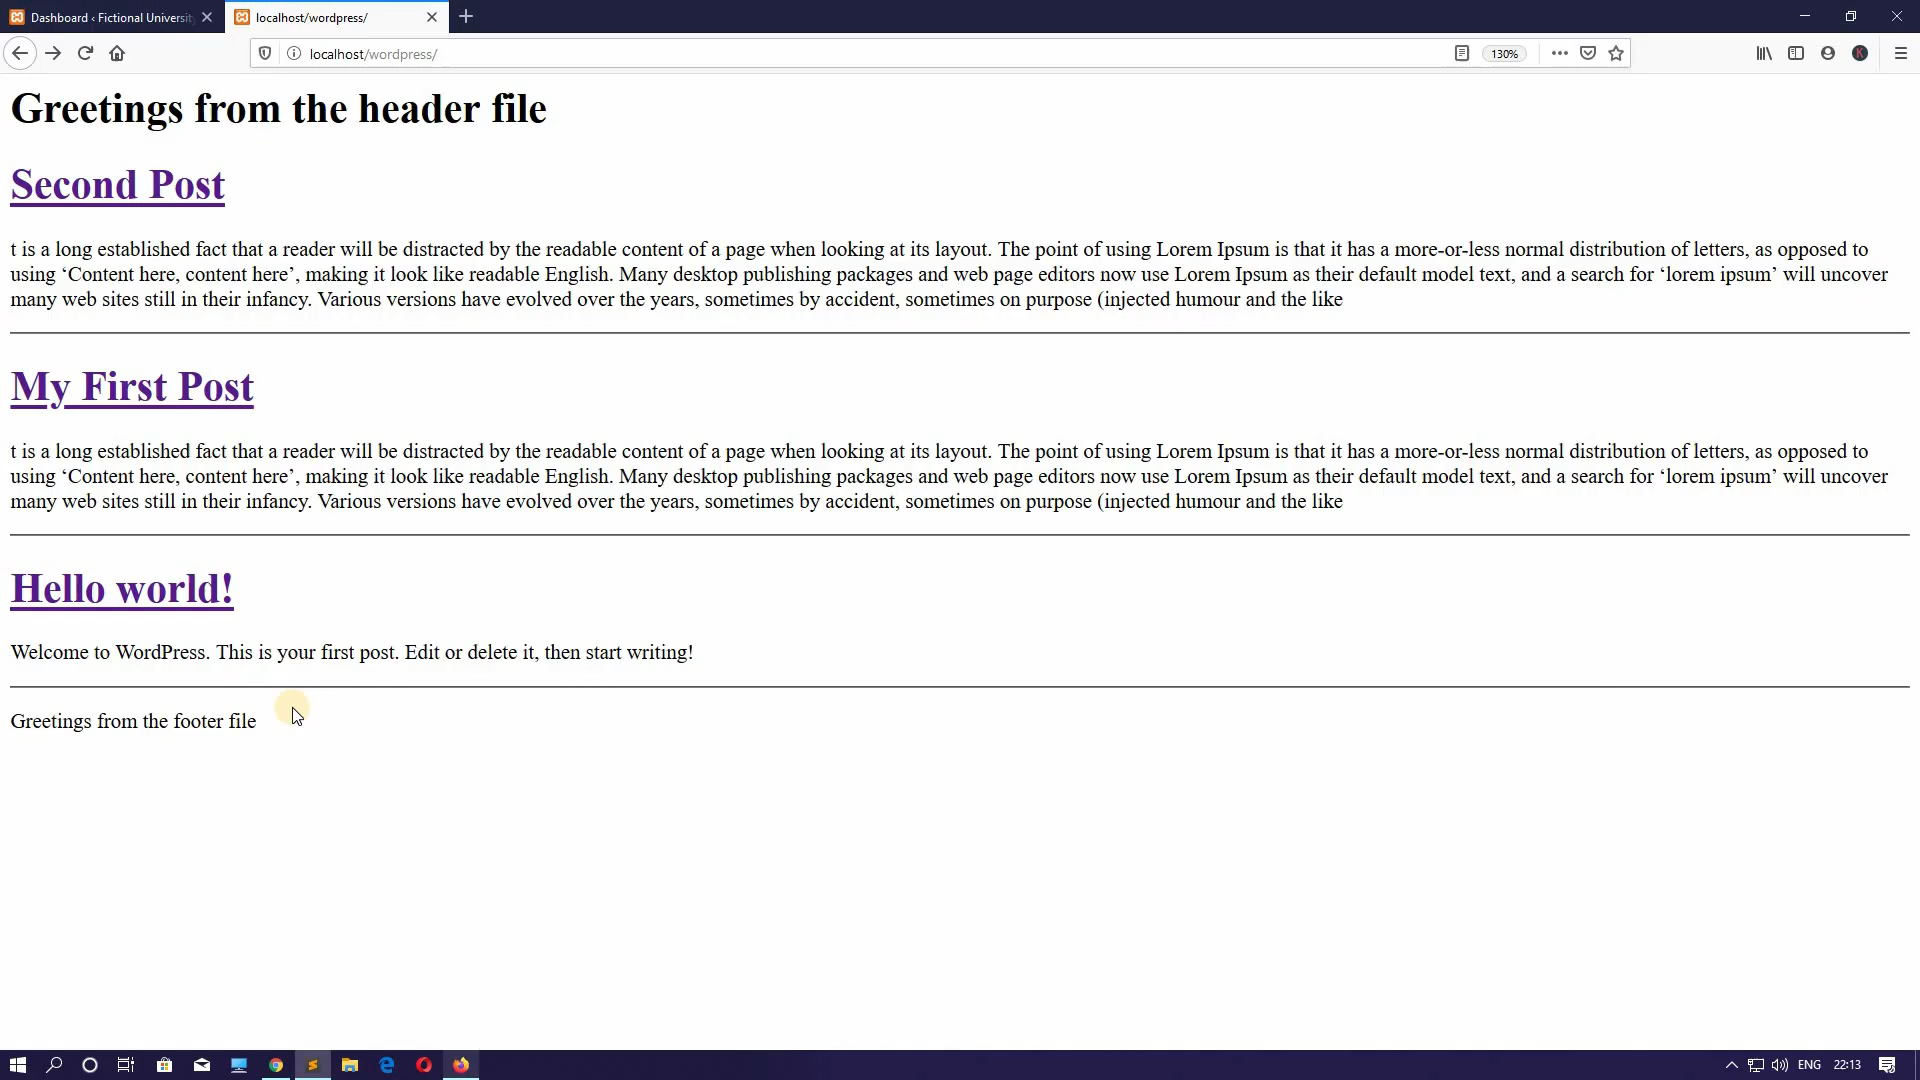 Dashboard ‹ Fictional University
localhost/wordpress/
localhost/wordpress/
130%
K
Greetings from the header file
Second Post
t is a long established fact that a reader will be distracted by the readable content of a page when looking at its layout. The point of using Lorem Ipsum is that it has a more-or-less normal distribution of letters, as opposed to
using ‘Content here, content here’, making it look like readable English. Many desktop publishing packages and web page editors now use Lorem Ipsum as their default model text, and a search for ‘lorem ipsum’ will uncover
many web sites still in their infancy. Various versions have evolved over the years, sometimes by accident, sometimes on purpose (injected humour and the like
My First Post
t is a long established fact that a reader will be distracted by the readable content of a page when looking at its layout. The point of using Lorem Ipsum is that it has a more-or-less normal distribution of letters, as opposed to
using ‘Content here, content here’, making it look like readable English. Many desktop publishing packages and web page editors now use Lorem Ipsum as their default model text, and a search for ‘lorem ipsum’ will uncover
many web sites still in their infancy. Various versions have evolved over the years, sometimes by accident, sometimes on purpose (injected humour and the like
Hello world!
Welcome to WordPress. This is your first post. Edit or delete it, then start writing!
Greetings from the footer file
ENG
22:13